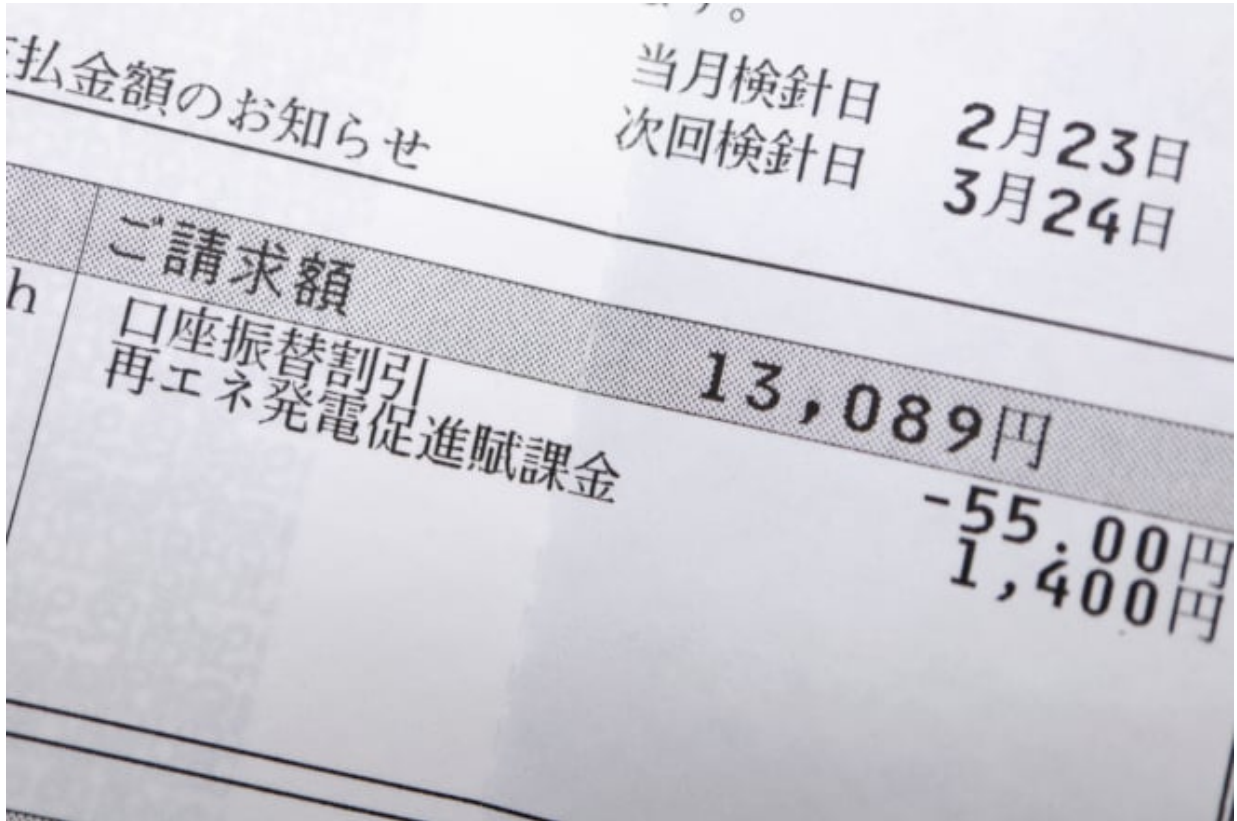 当月検針日 2月23日
次回検針日 3月24日
払金額のお知らせ
ご請求額 13,089円
h
口座振替割引 -55.00円
再エネ発電促進賦課金 1,400円